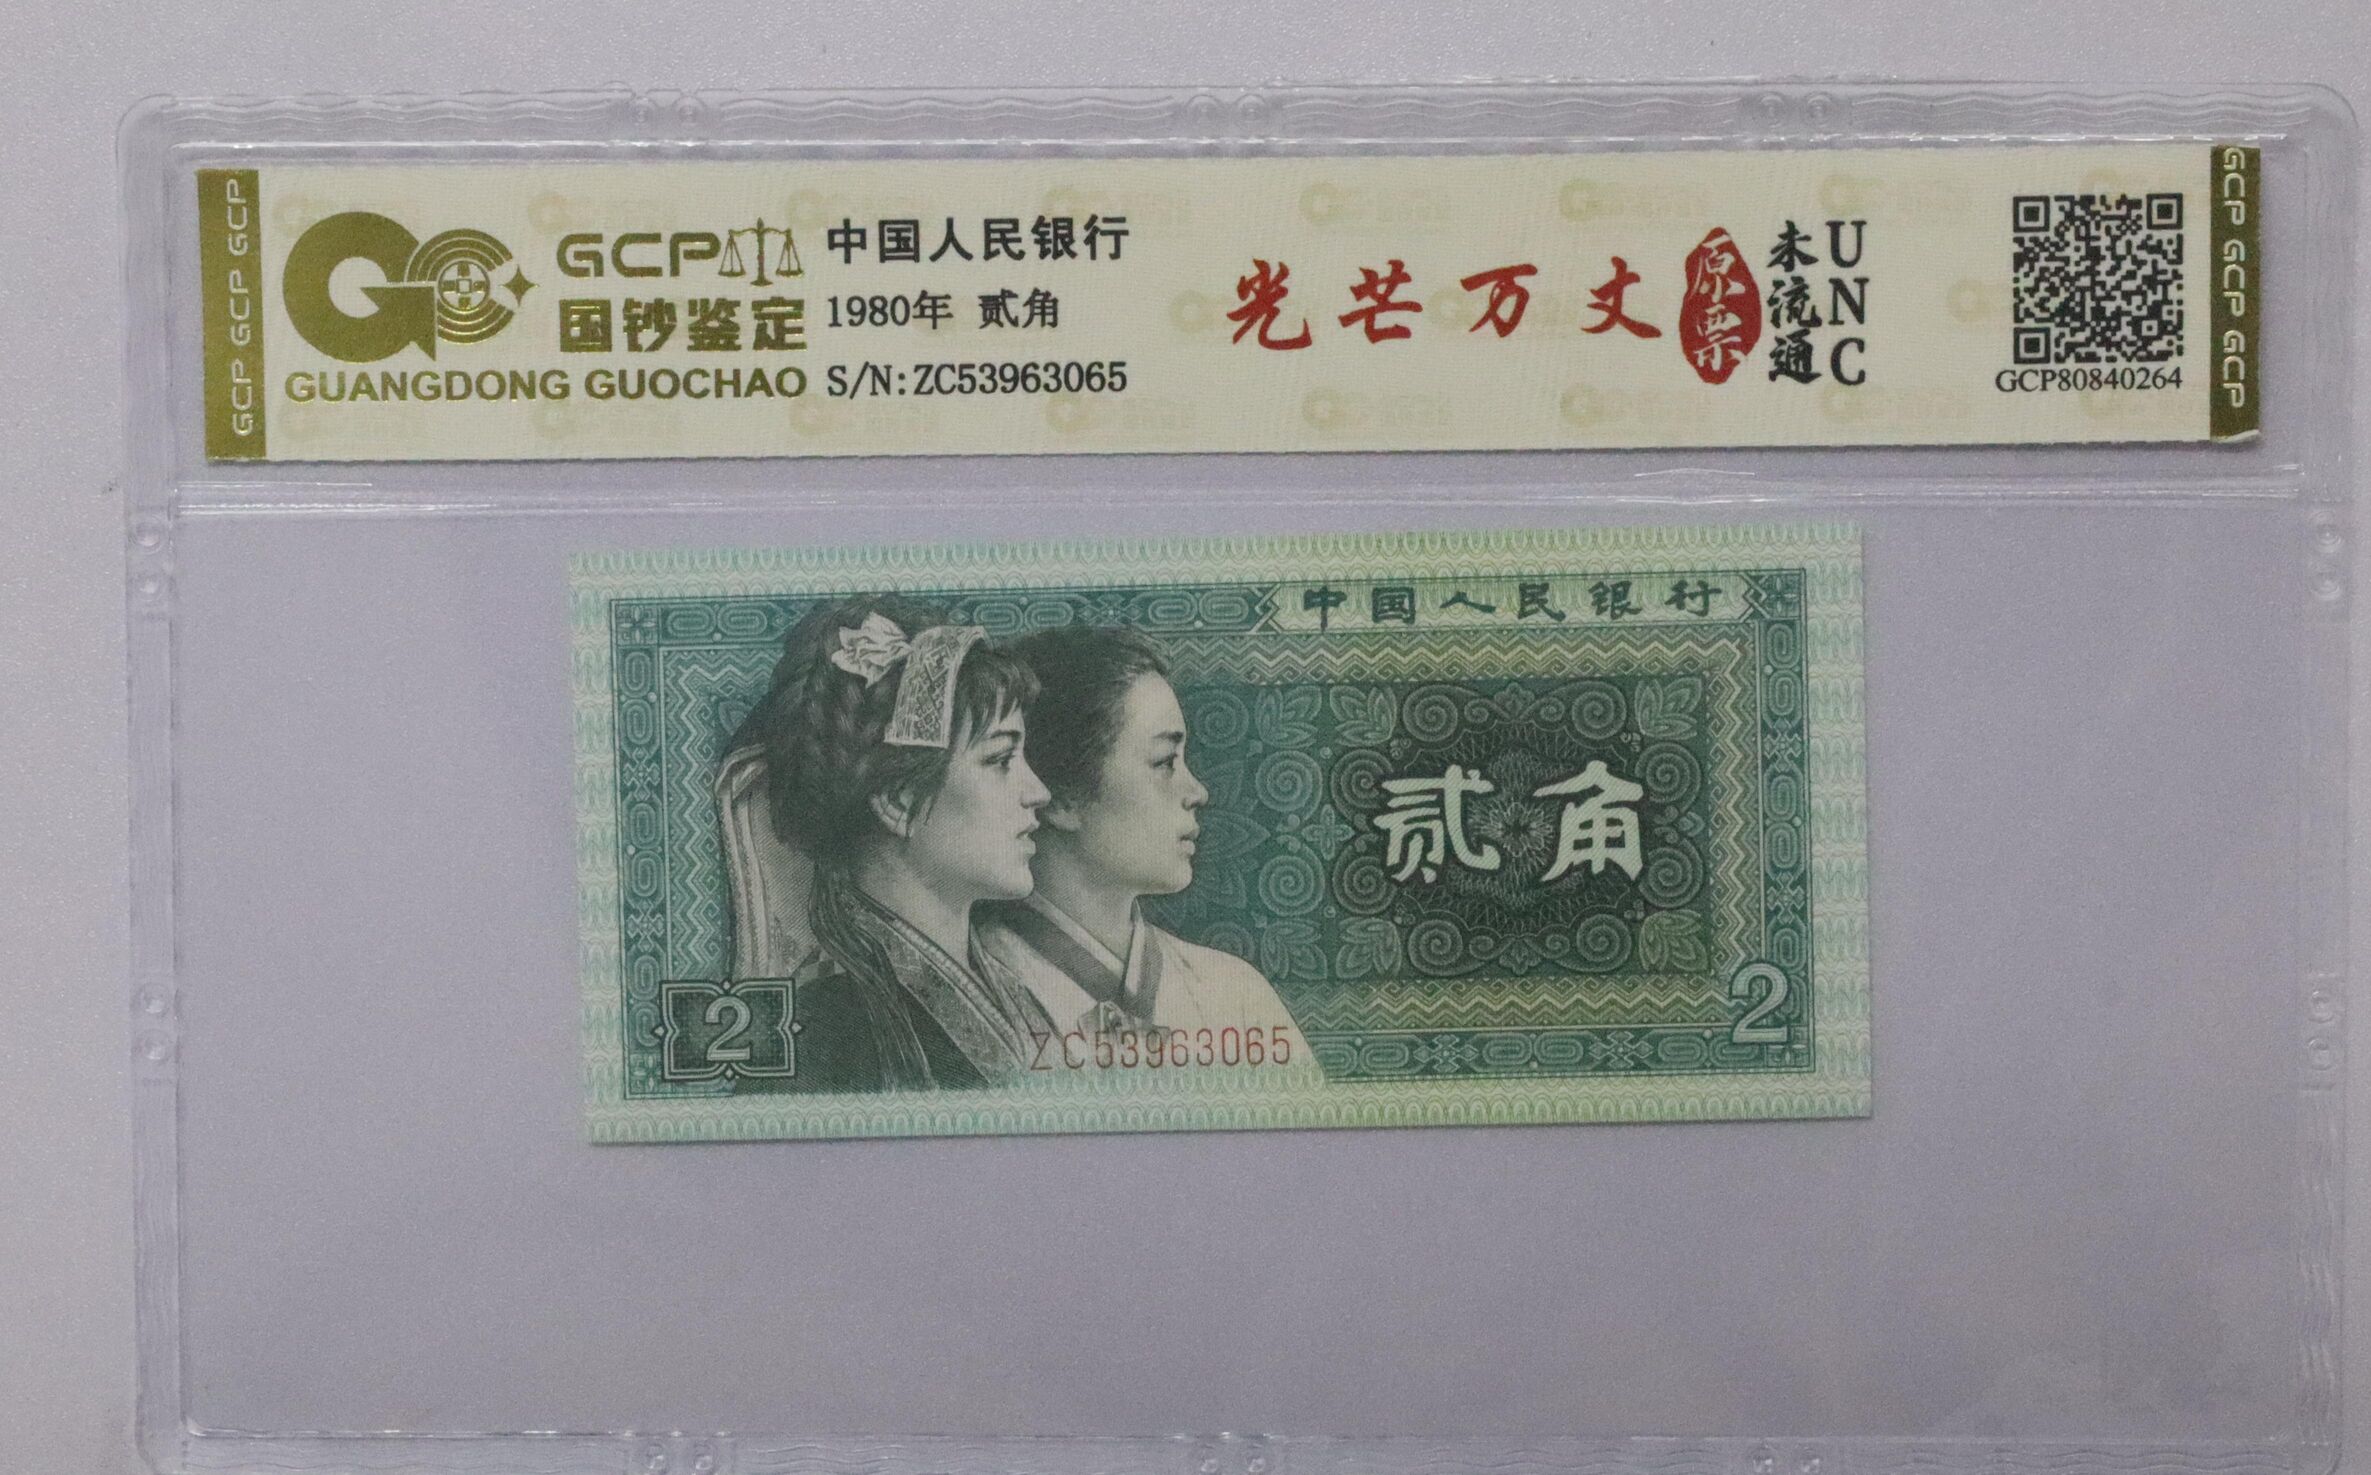 GCP GCP GCP
GCP
国钞鉴定
GUANGDONG GUOCHAO
中国人民银行
1980年 贰角
S/N:ZC53963065
光芒万丈
原票
未流通
UNC
GCP80840264
GCP GCP GCP
中国人民银行
贰角
2
2
ZC53963065